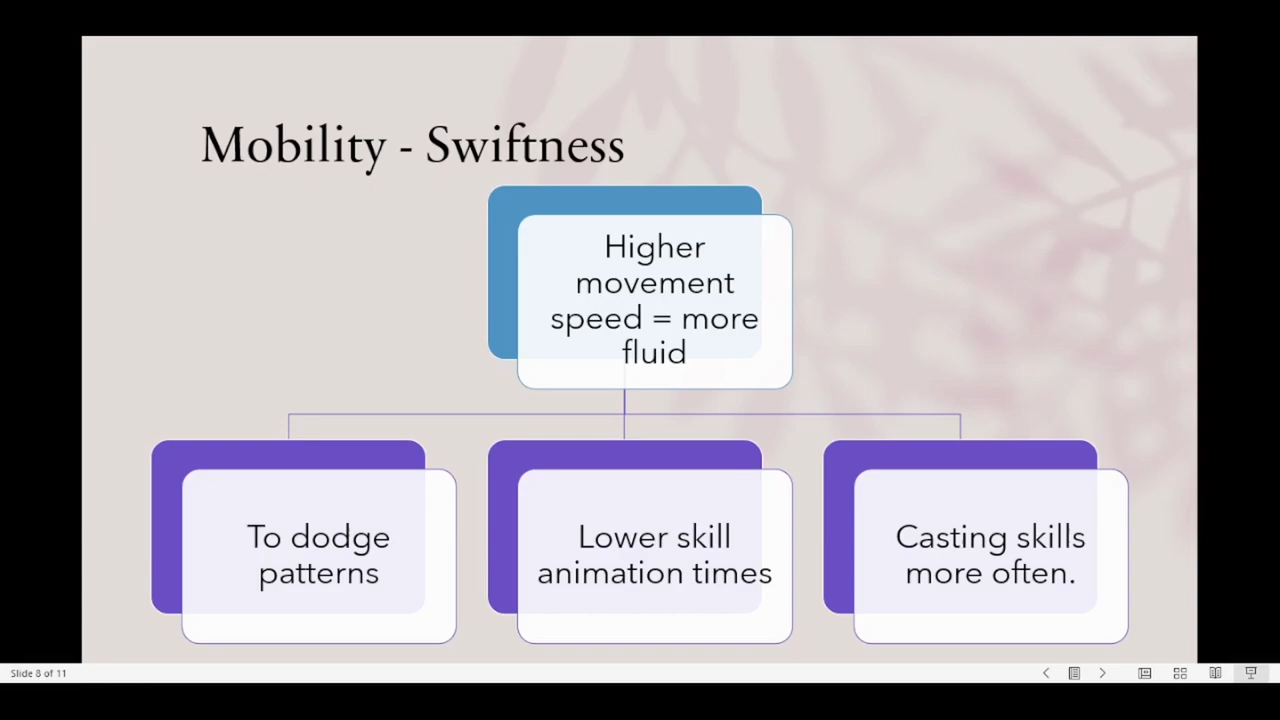 Mobility - Swiftness
Higher
movement
speed = more
fluid
To dodge
patterns
Lower skill
animation times
Casting skills
more often.
Slide 8 of 11